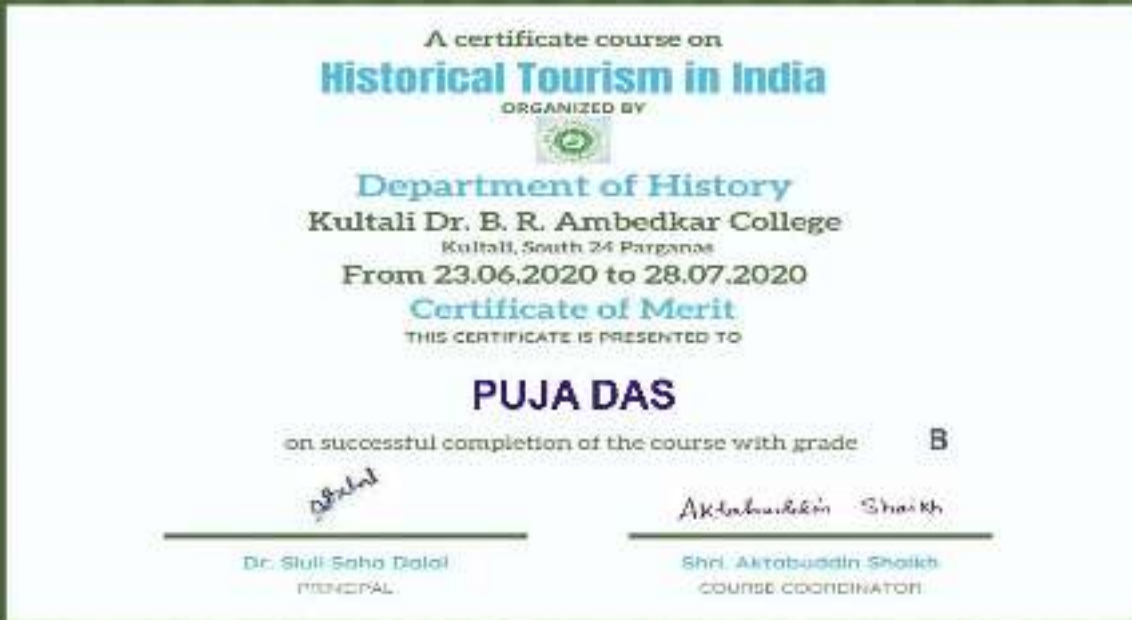 A certificate course on
Historical Tourism in India
ORGANIZED BY
Department of History
Kultali Dr. B. R. Ambedkar College
Kultali, South 24 Parganas
From 23.06.2020 to 28.07.2020
Certificate of Merit
THIS CERTIFICATE IS PRESENTED TO
PUJA DAS
on successful completion of the course with grade B
Aktabuddin Shaikh
Dr. Siuli Saha Dalal Shri. Aktabuddin Shaikh
PRINCIPAL COURSE COORDINATOR